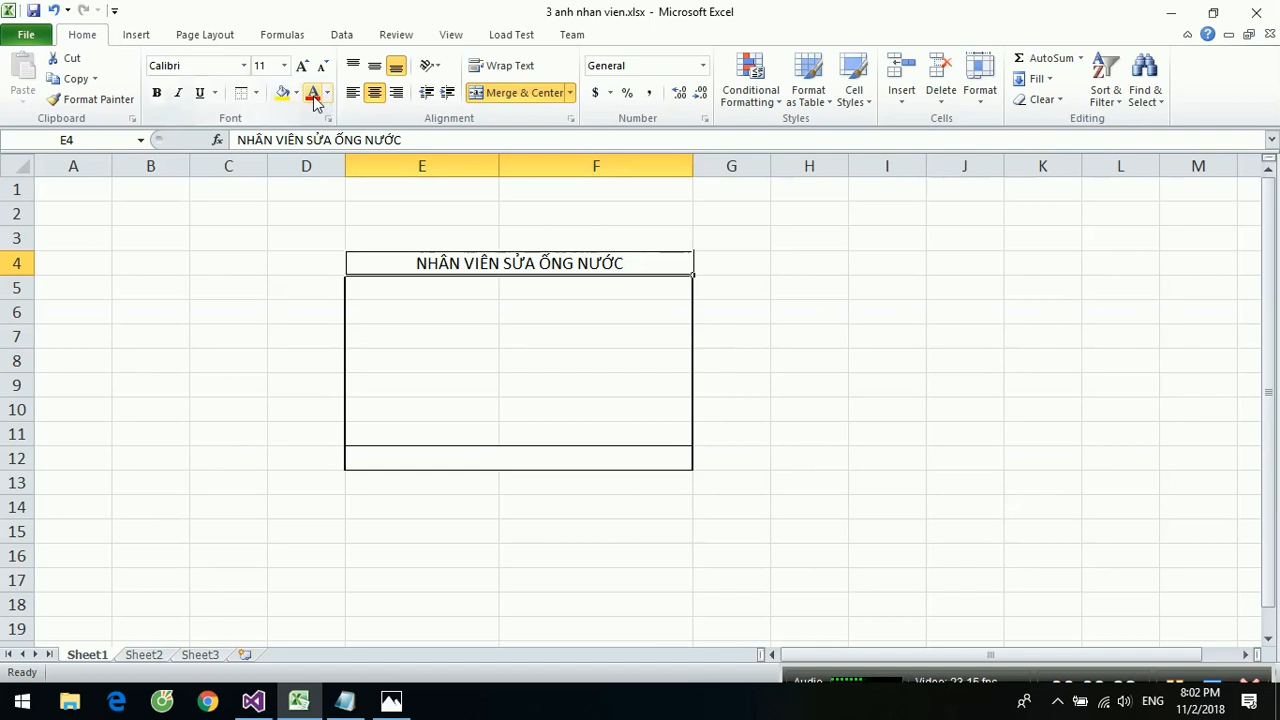 3 anh nhan vien.xlsx - Microsoft Excel
File Home Insert Page Layout Formulas Data Review View Load Test Team
Paste
Cut
Copy
Format Painter
Clipboard
Calibri 11
B I U
Font
Wrap Text
Merge & Center
Alignment
General
$ % ,
Number
Conditional Formatting
Format as Table
Cell Styles
Styles
Insert
Delete
Format
Cells
AutoSum
Fill
Clear
Sort & Filter
Find & Select
Editing
E4 fx NHÂN VIÊN SỬA ỐNG NƯỚC
A B C D E F G H I J K L M
1
2
3
4 NHÂN VIÊN SỬA ỐNG NƯỚC
5
6
7
8
9
10
11
12
13
14
15
16
17
18
19
Sheet1 Sheet2 Sheet3
Ready
Audio Video: 23.15 fps
ENG
8:02 PM
11/2/2018